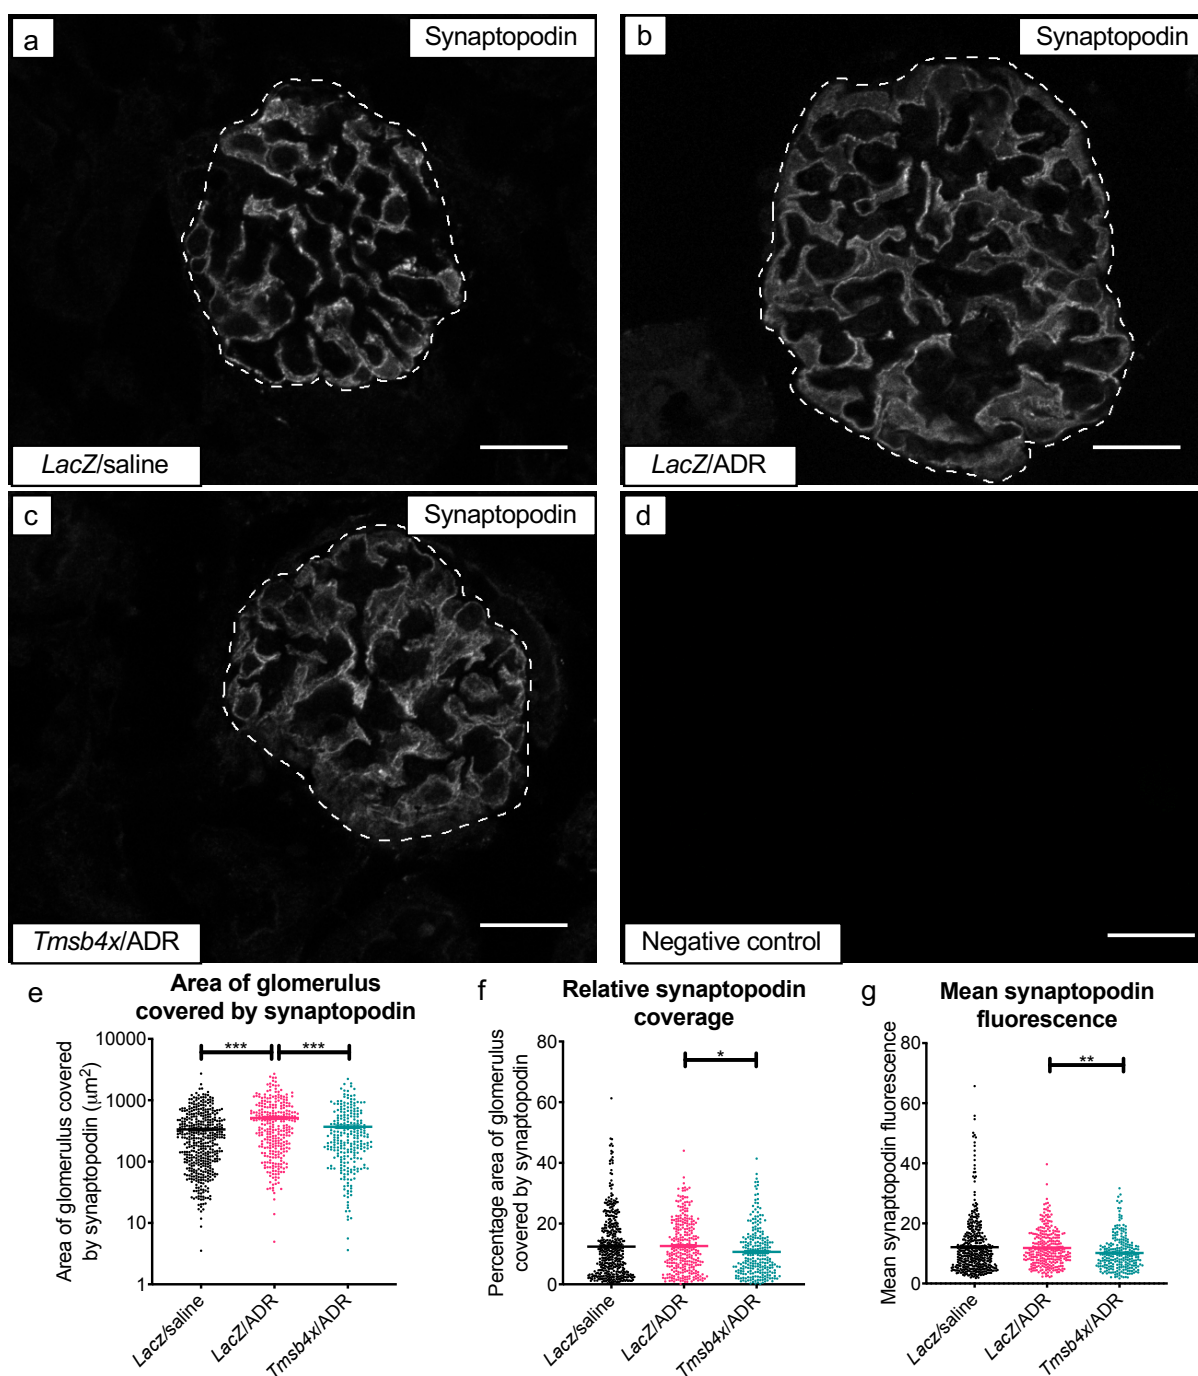 a
Synaptopodin
LacZ/saline
b
Synaptopodin
LacZ/ADR
c
Synaptopodin
Tmsb4x/ADR
d
Negative control
e
Area of glomerulus
covered by synaptopodin
Area of glomerulus covered
by synaptopodin (μm²)
10000
1000
100
10
1
***
***
Lacz/saline
LacZ/ADR
Tmsb4x/ADR
f
Relative synaptopodin
coverage
Percentage area of glomerulus
covered by synaptopodin
80
60
40
20
0
*
Lacz/saline
LacZ/ADR
Tmsb4x/ADR
g
Mean synaptopodin
fluorescence
Mean synaptopodin fluorescence
80
60
40
20
0
**
Lacz/saline
LacZ/ADR
Tmsb4x/ADR